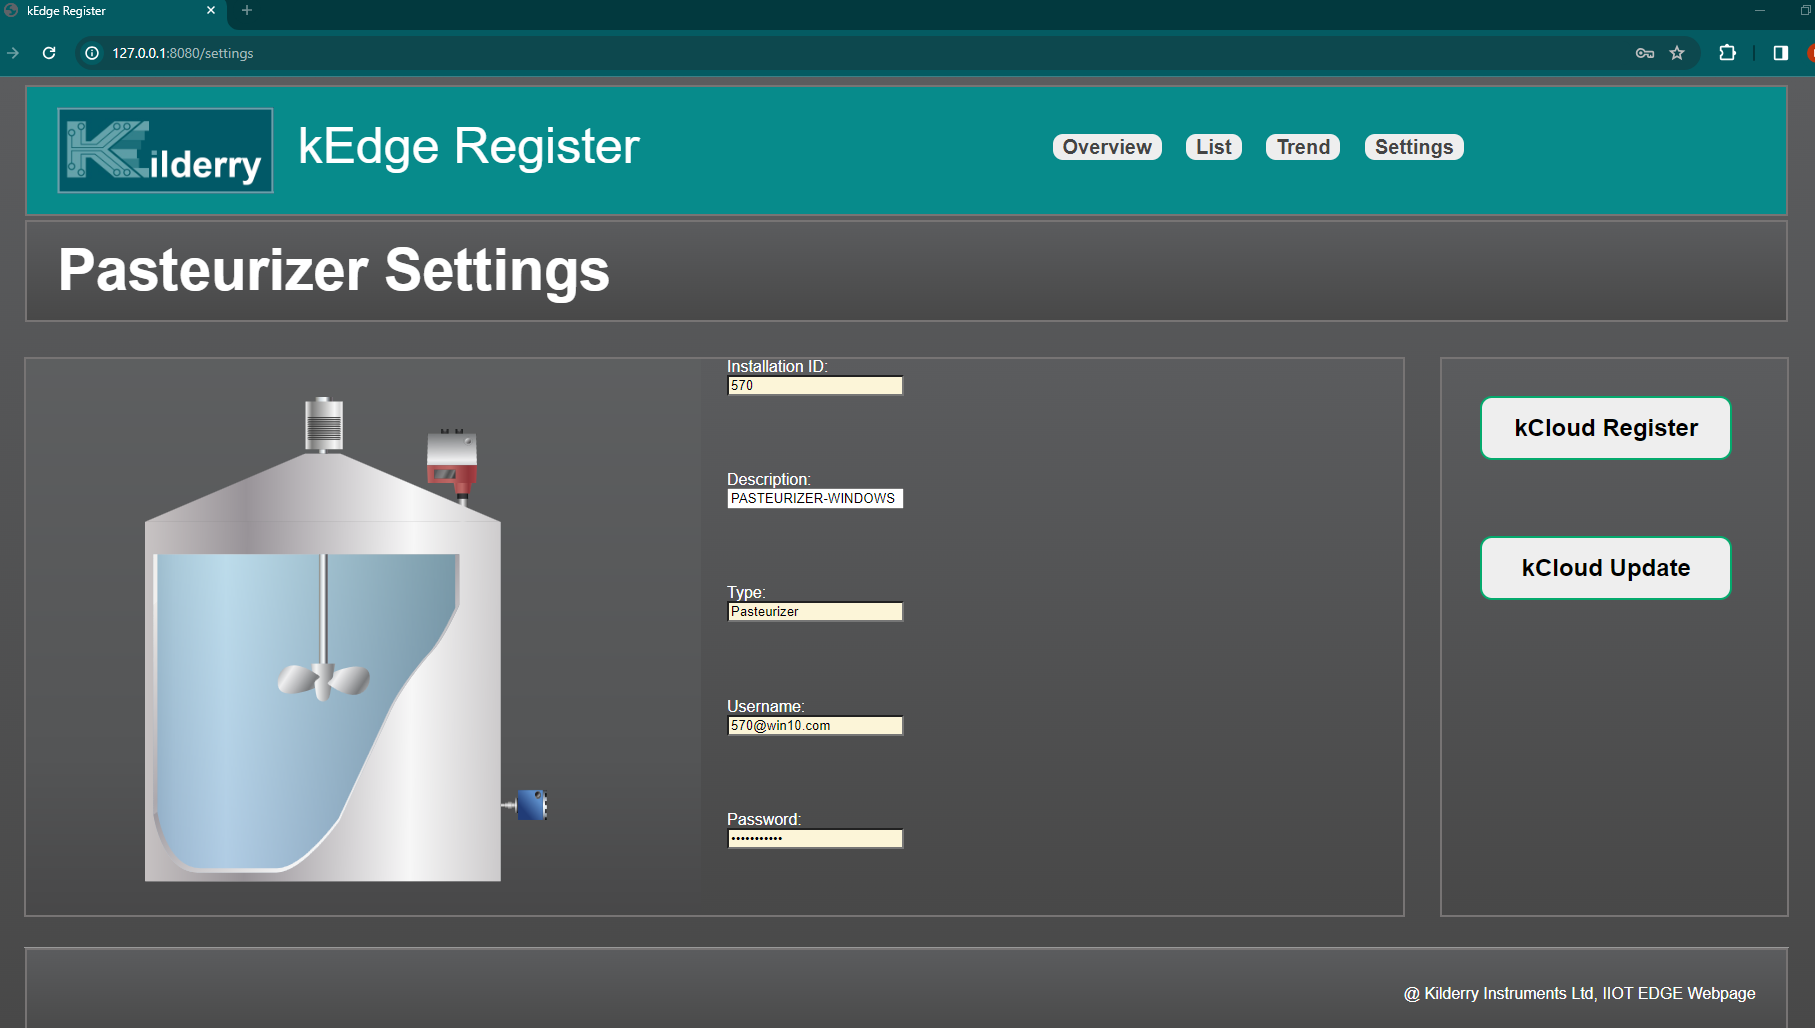 kEdge Register
127.0.0.1:8080/settings
Kilderry
kEdge Register
Overview
List
Trend
Settings
Pasteurizer Settings
Installation ID:
570
Description:
PASTEURIZER-WINDOWS
Type:
Pasteurizer
Username:
570@win10.com
Password:
•••••••••••
kCloud Register
kCloud Update
@ Kilderry Instruments Ltd, IIOT EDGE Webpage